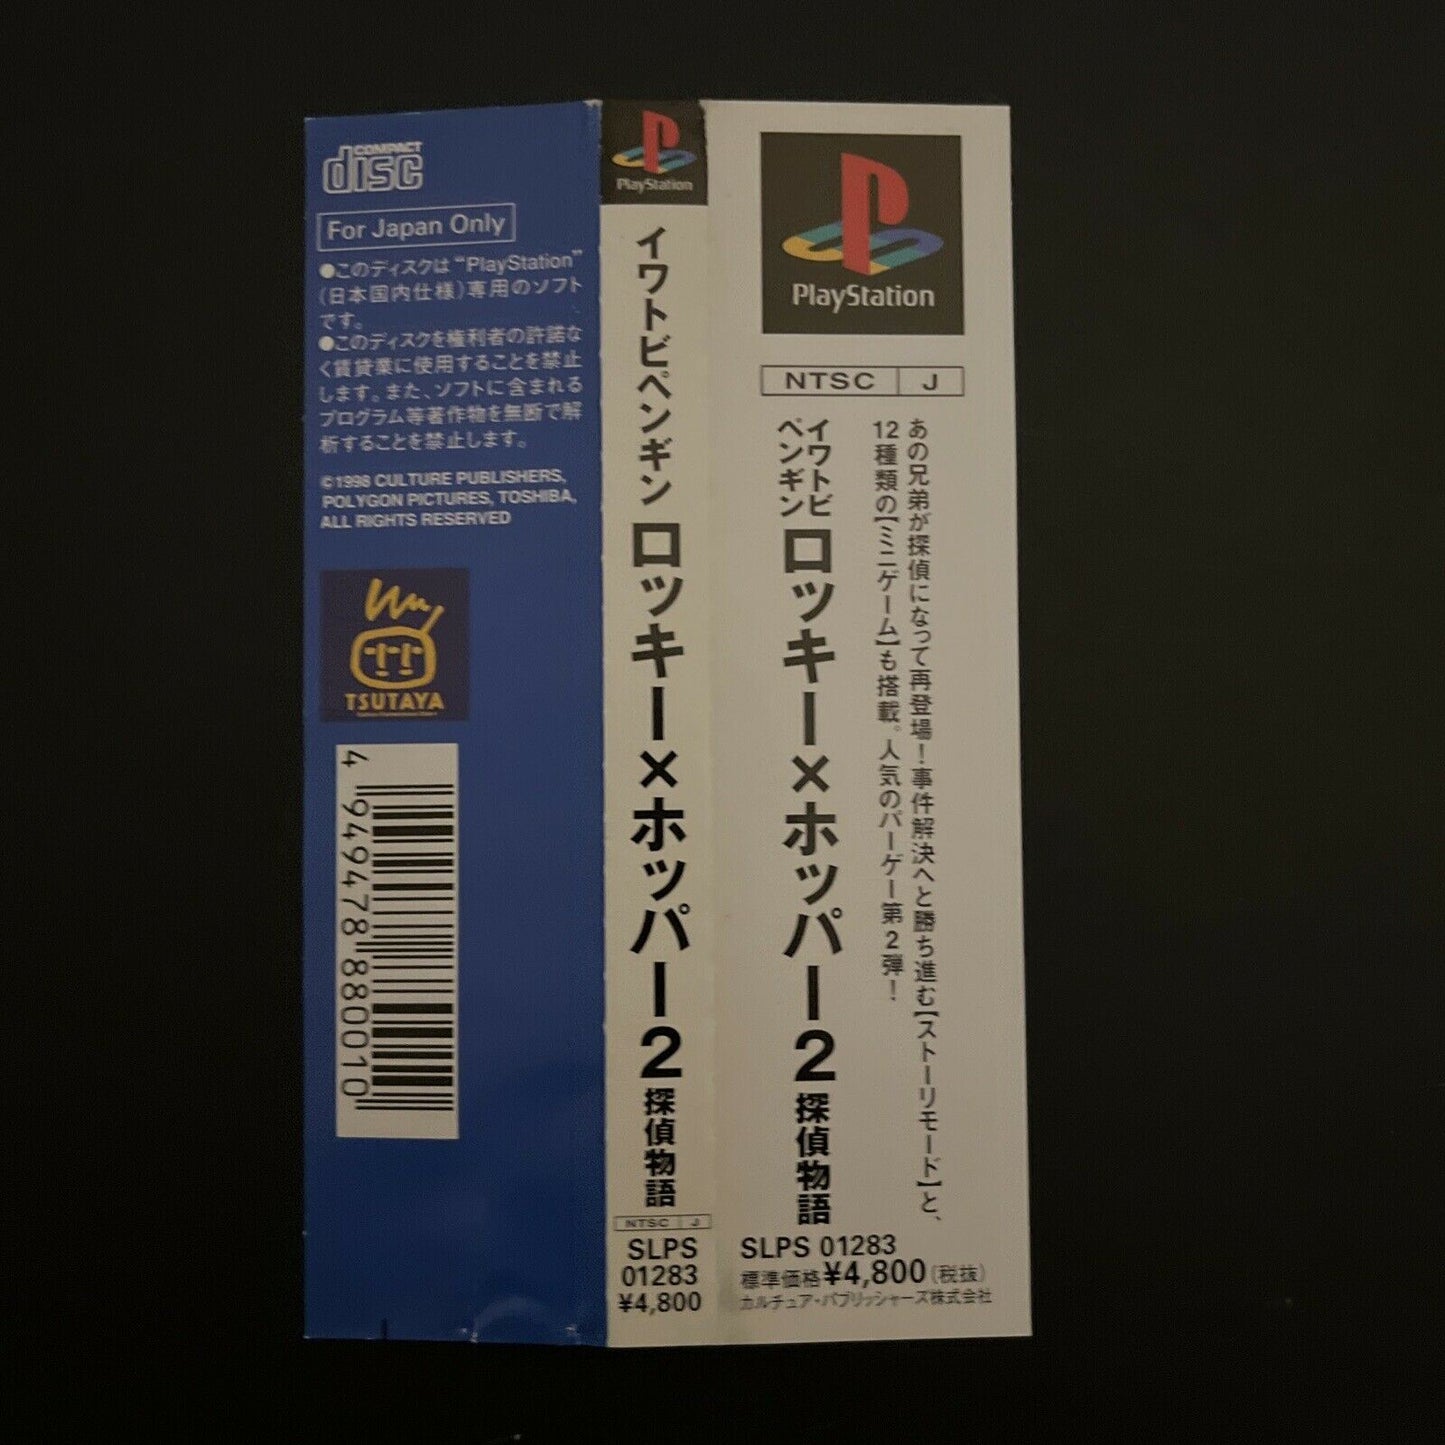 COMPACT
disc
For Japan Only
●このディスクは“PlayStation”
(日本国内仕様)専用のソフト
です。
●このディスクを権利者の許諾な
く賃貸業に使用することを禁止
します。また、ソフトに含まれる
プログラム等著作物を無断で解
析することを禁止します。
©1998 CULTURE PUBLISHERS,
POLYGON PICTURES, TOSHIBA,
ALL RIGHTS RESERVED
TSUTAYA
4 949478 880010
PlayStation
イワトビペンギン ロッキー×ホッパー2 探偵物語
NTSC J
SLPS
01283
¥4,800
PlayStation
NTSC J
あの兄弟が探偵になって再登場!事件解決へと勝ち進む【ストーリモード】と、
12種類の【ミニゲーム】も搭載。人気のパーゲー第2弾!
イワトビ
ペンギン
ロッキー×ホッパー2 探偵物語
SLPS 01283
標準価格¥4,800(税抜)
カルチュア・パブリッシャーズ株式会社